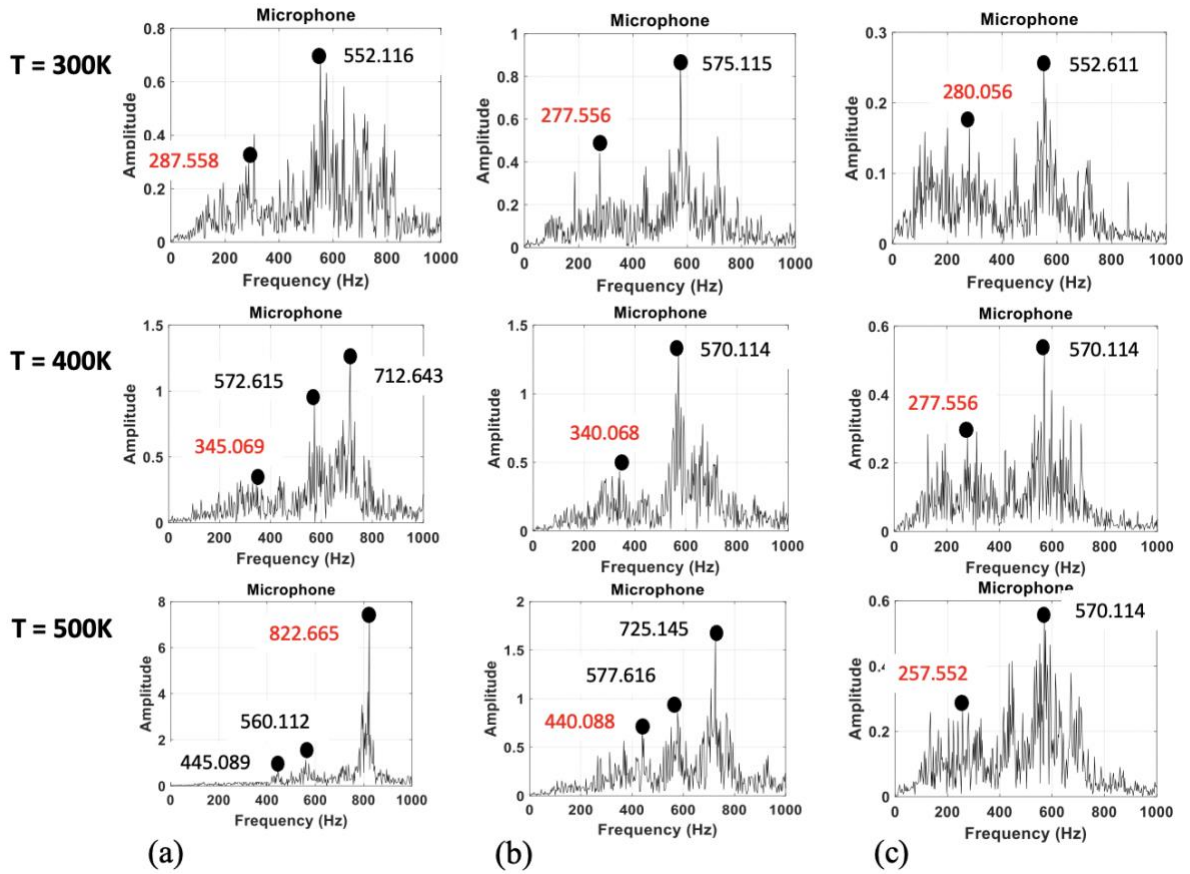 T = 300K
Microphone
Amplitude
0.8
0.6
0.4
0.2
0
0 200 400 600 800 1000
Frequency (Hz)
552.116
287.558
Microphone
Amplitude
1
0.8
0.6
0.4
0.2
0
0 200 400 600 800 1000
Frequency (Hz)
575.115
277.556
Microphone
Amplitude
0.3
0.2
0.1
0
0 200 400 600 800 1000
Frequency (Hz)
552.611
280.056
T = 400K
Microphone
Amplitude
1.5
1
0.5
0
0 200 400 600 800 1000
Frequency (Hz)
572.615
712.643
345.069
Microphone
Amplitude
1.5
1
0.5
0
0 200 400 600 800 1000
Frequency (Hz)
570.114
340.068
Microphone
Amplitude
0.6
0.4
0.2
0
0 200 400 600 800 1000
Frequency (Hz)
570.114
277.556
T = 500K
Microphone
Amplitude
8
6
4
2
0
0 200 400 600 800 1000
Frequency (Hz)
822.665
560.112
445.089
Microphone
Amplitude
2
1.5
1
0.5
0
0 200 400 600 800 1000
Frequency (Hz)
725.145
577.616
440.088
Microphone
Amplitude
0.6
0.4
0.2
0
0 200 400 600 800 1000
Frequency (Hz)
570.114
257.552
(a)
(b)
(c)